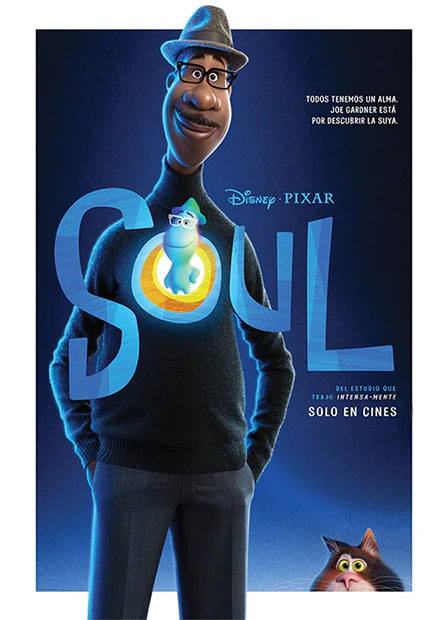 TODOS TENEMOS UN ALMA.
JOE GARDNER ESTÁ
POR DESCUBRIR LA SUYA.
Disney · PIXAR
SOUL
DEL ESTUDIO QUE
TRAJO INTENSA-MENTE
SOLO EN CINES